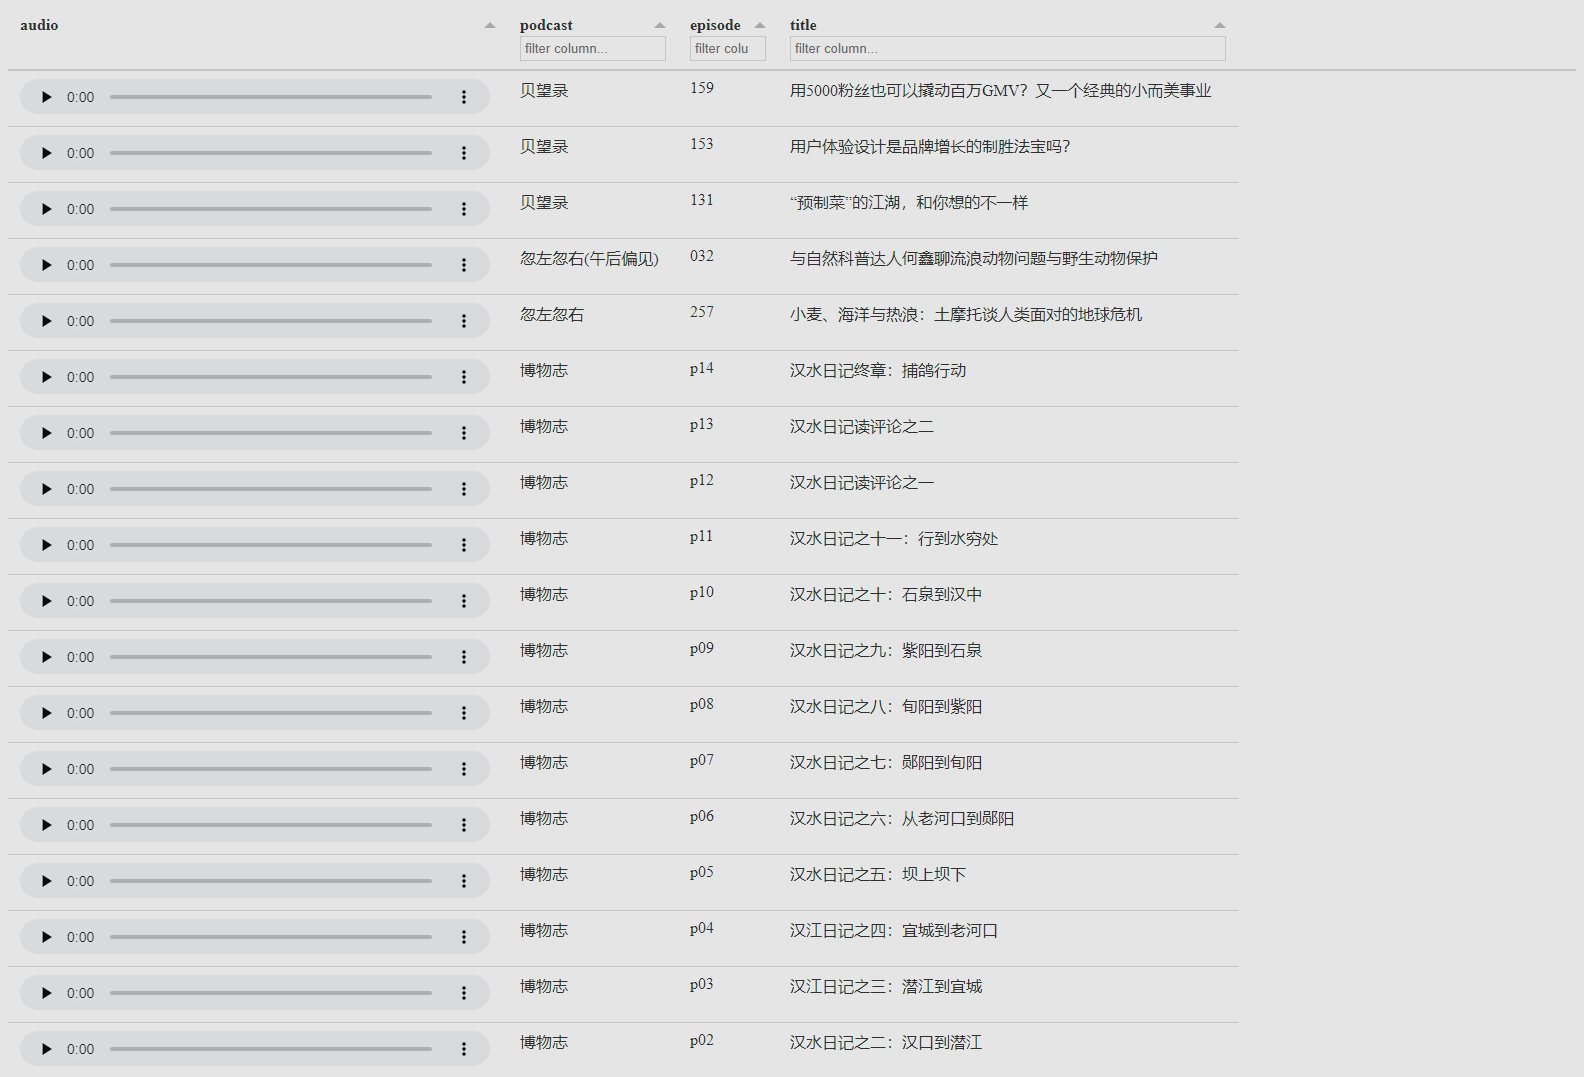 audio podcast episode title
filter column... filter colu filter column...
0:00 贝望录 159 用5000粉丝也可以撬动百万GMV？又一个经典的小而美事业
0:00 贝望录 153 用户体验设计是品牌增长的制胜法宝吗？
0:00 贝望录 131 “预制菜”的江湖，和你想的不一样
0:00 忽左忽右(午后偏见) 032 与自然科普达人何鑫聊流浪动物问题与野生动物保护
0:00 忽左忽右 257 小麦、海洋与热浪：土摩托谈人类面对的地球危机
0:00 博物志 p14 汉水日记终章：捕鸽行动
0:00 博物志 p13 汉水日记读评论之二
0:00 博物志 p12 汉水日记读评论之一
0:00 博物志 p11 汉水日记之十一：行到水穷处
0:00 博物志 p10 汉水日记之十：石泉到汉中
0:00 博物志 p09 汉水日记之九：紫阳到石泉
0:00 博物志 p08 汉水日记之八：旬阳到紫阳
0:00 博物志 p07 汉水日记之七：郧阳到旬阳
0:00 博物志 p06 汉水日记之六：从老河口到郧阳
0:00 博物志 p05 汉水日记之五：坝上坝下
0:00 博物志 p04 汉江日记之四：宜城到老河口
0:00 博物志 p03 汉江日记之三：潜江到宜城
0:00 博物志 p02 汉水日记之二：汉口到潜江